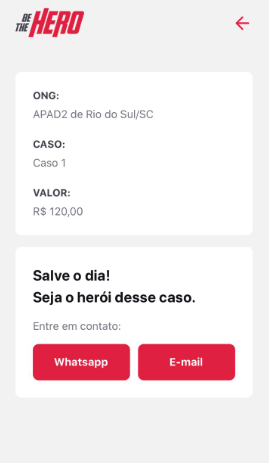 BE
THE HERO
ONG:
APAD2 de Rio do Sul/SC
CASO:
Caso 1
VALOR:
R$ 120,00
Salve o dia!
Seja o herói desse caso.
Entre em contato:
Whatsapp E-mail